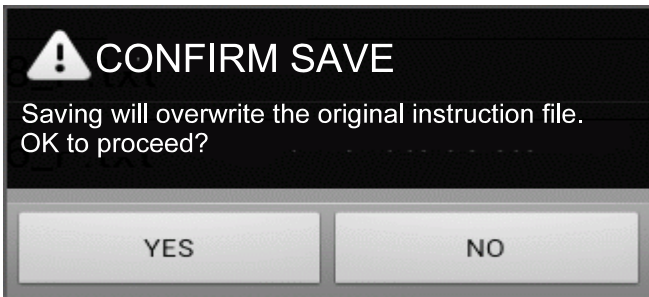 CONFIRM SAVE
Saving will overwrite the original instruction file.
OK to proceed?
YES
NO